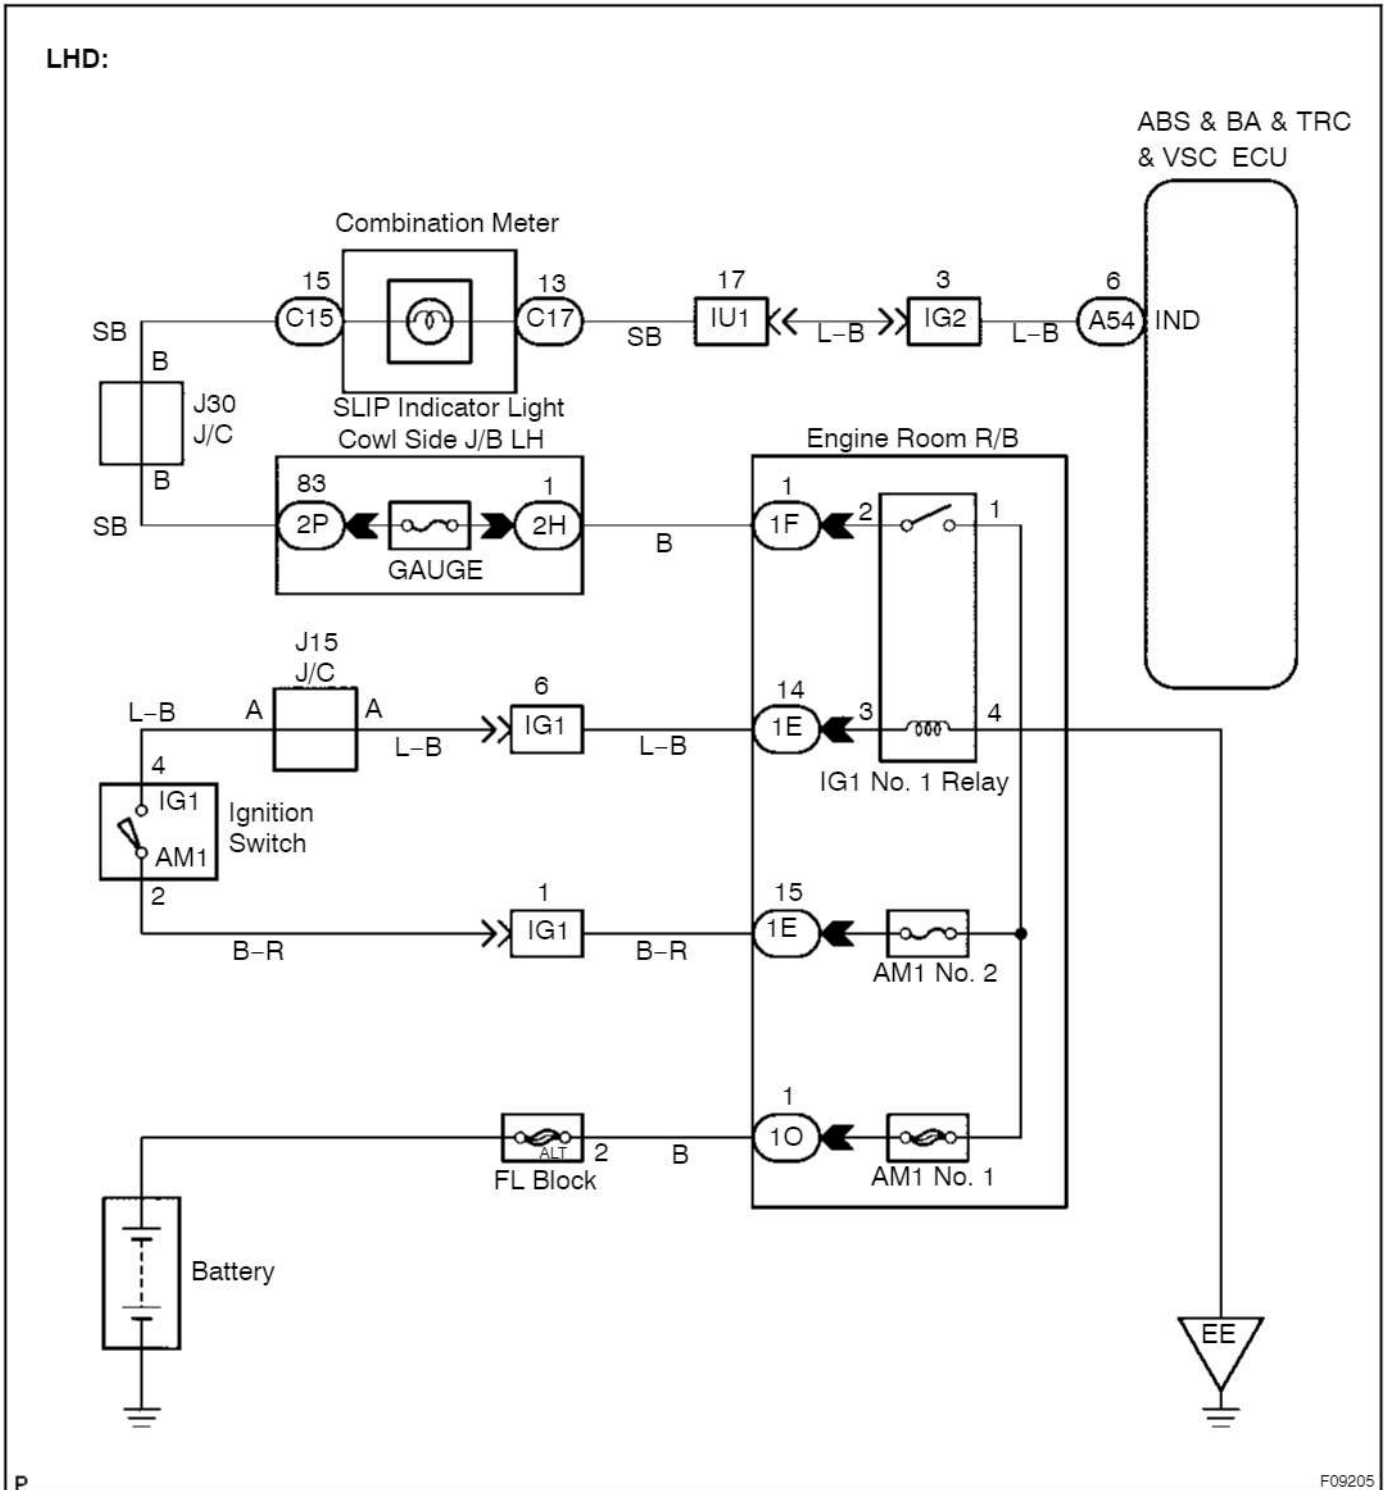 LHD:
ABS & BA & TRC
& VSC ECU
Combination Meter
15
13
17
3
6
C15
C17
IU1
IG2
A54
IND
SB
SB
L-B
L-B
B
J30
J/C
SLIP Indicator Light
B
Cowl Side J/B LH
Engine Room R/B
83
1
1
2
1
SB
2P
2H
1F
B
GAUGE
J15
J/C
6
14
3
4
L-B
A
A
IG1
1E
L-B
L-B
4
IG1 No. 1 Relay
IG1
Ignition
Switch
AM1
2
1
15
IG1
1E
B-R
B-R
AM1 No. 2
1
1O
ALT
2
B
FL Block
AM1 No. 1
Battery
EE
P
F09205